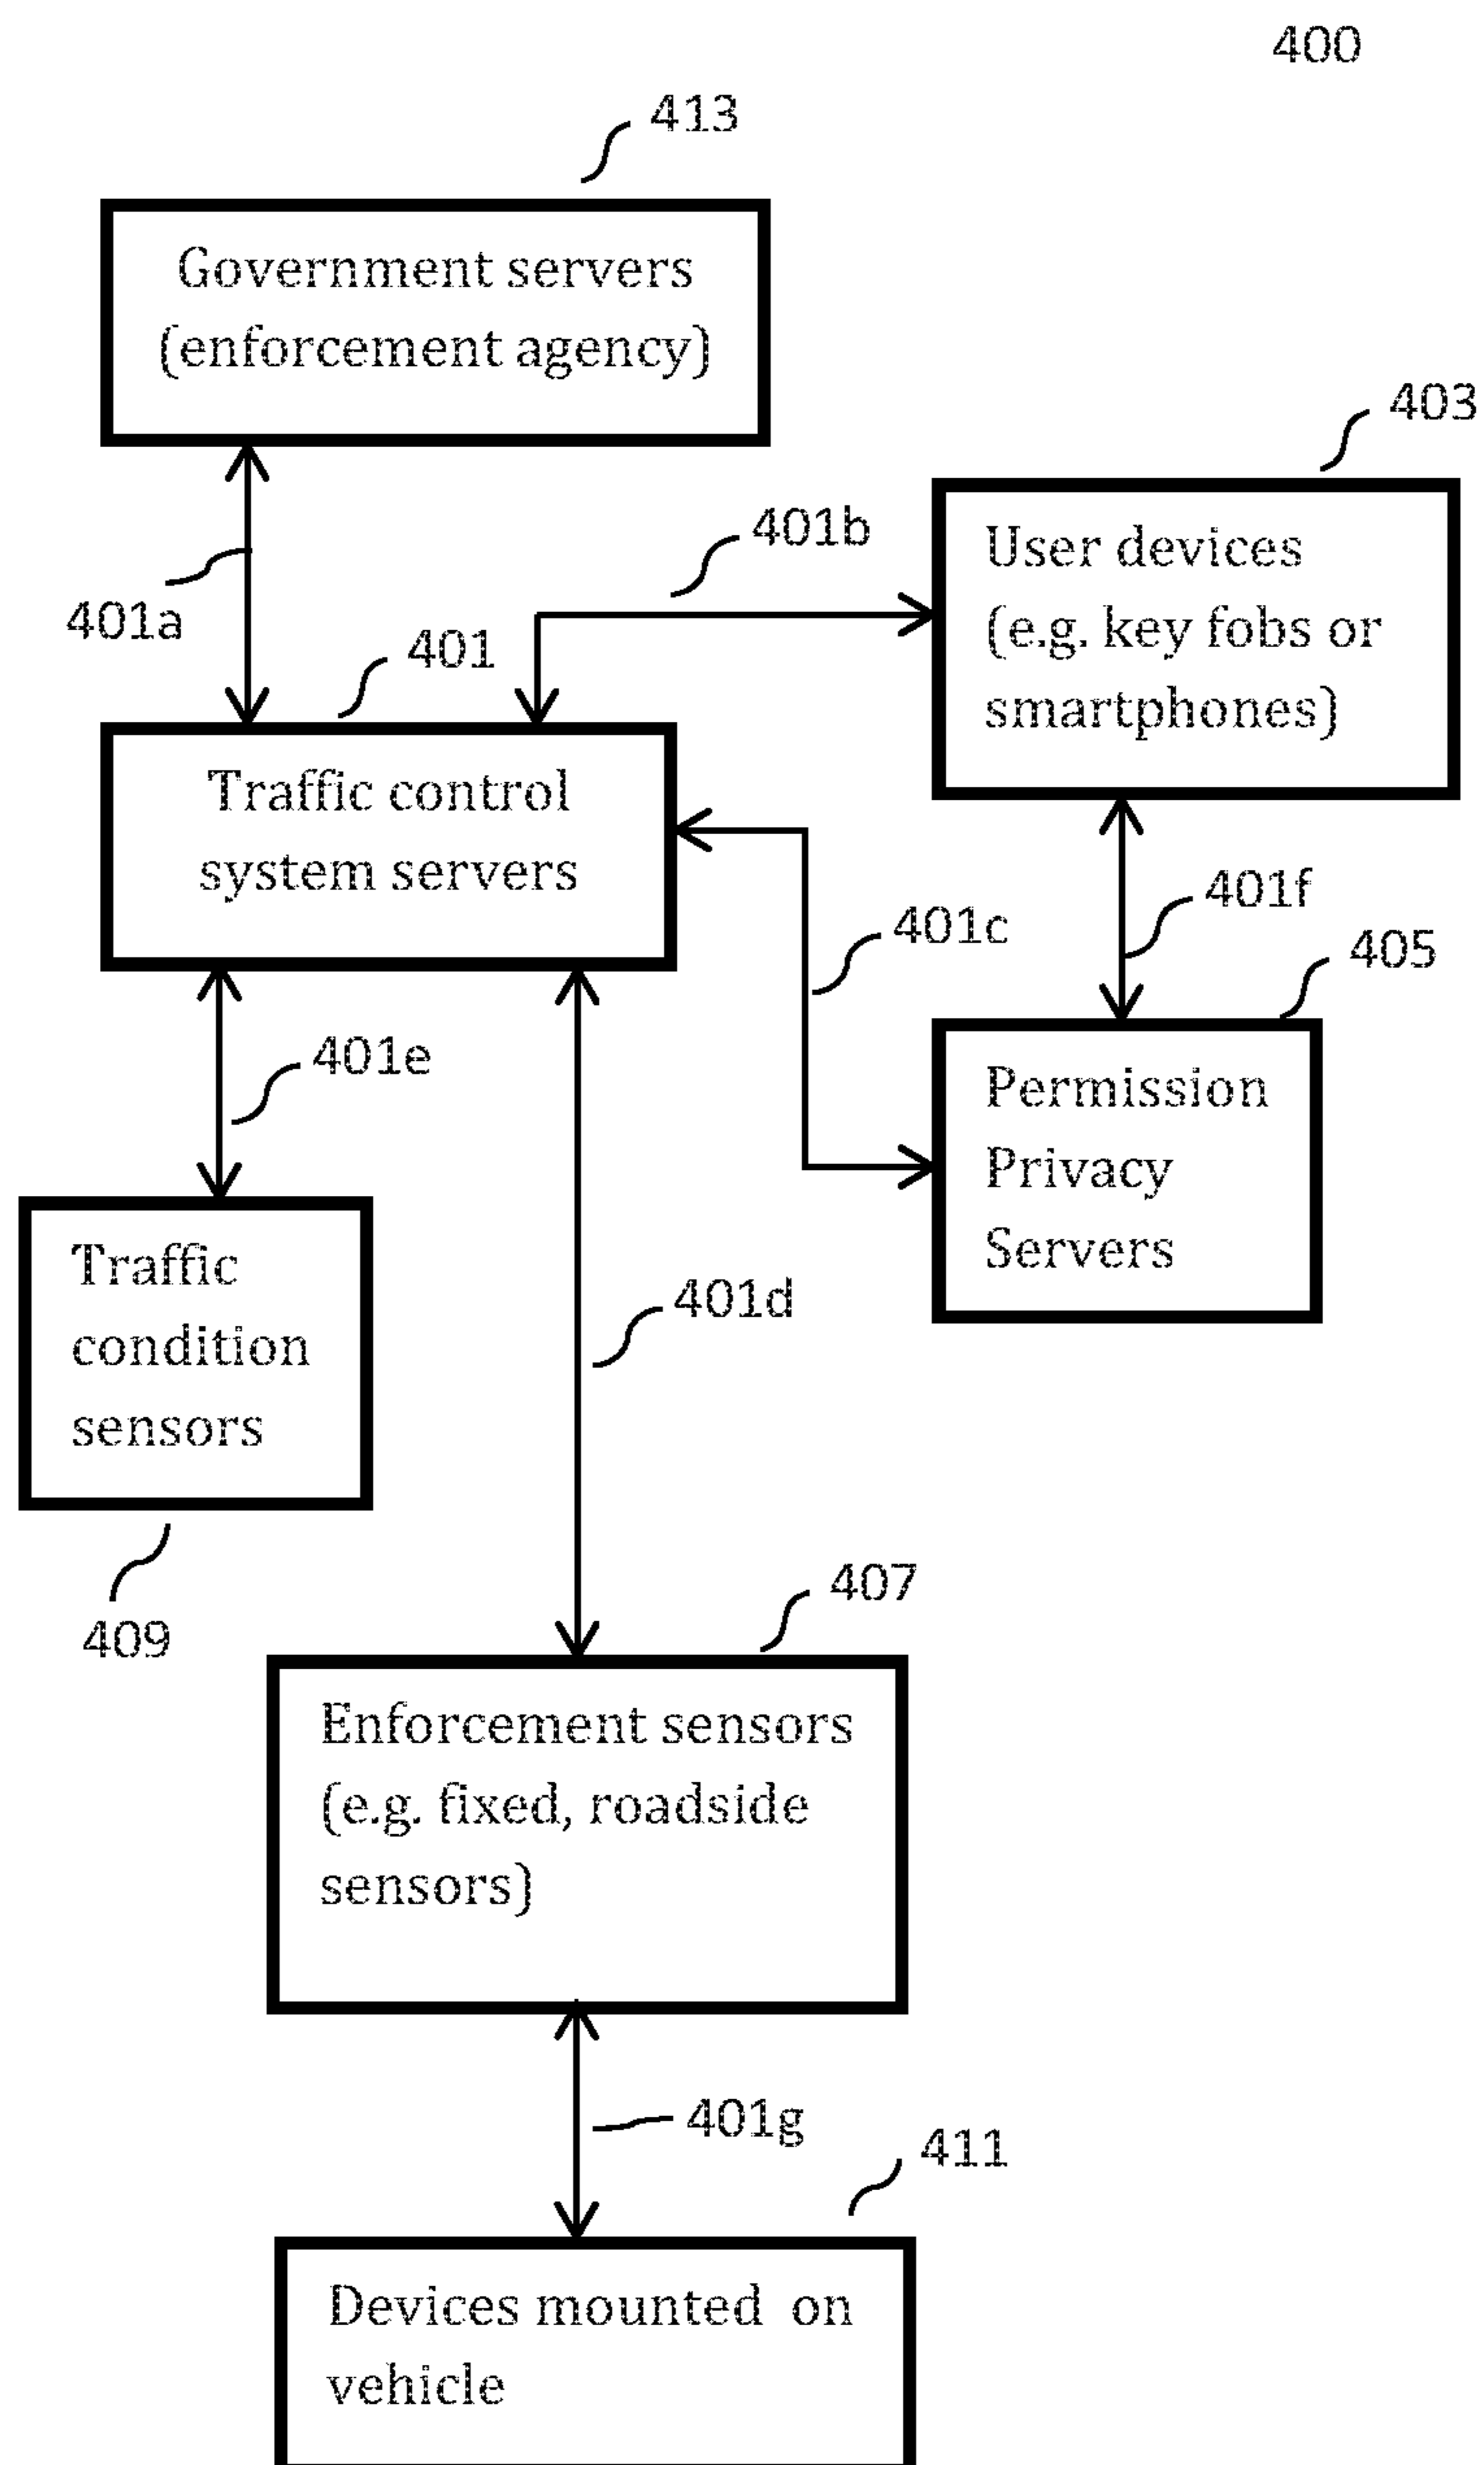 400
413
Government servers
(enforcement agency)
403
401b
User devices
(e.g. key fobs or
smartphones)
401a
401
Traffic control
system servers
401f
401c
405
401e
Permission
Privacy
Servers
Traffic
condition
sensors
401d
407
409
Enforcement sensors
(e.g. fixed, roadside
sensors)
401g
411
Devices mounted on
vehicle